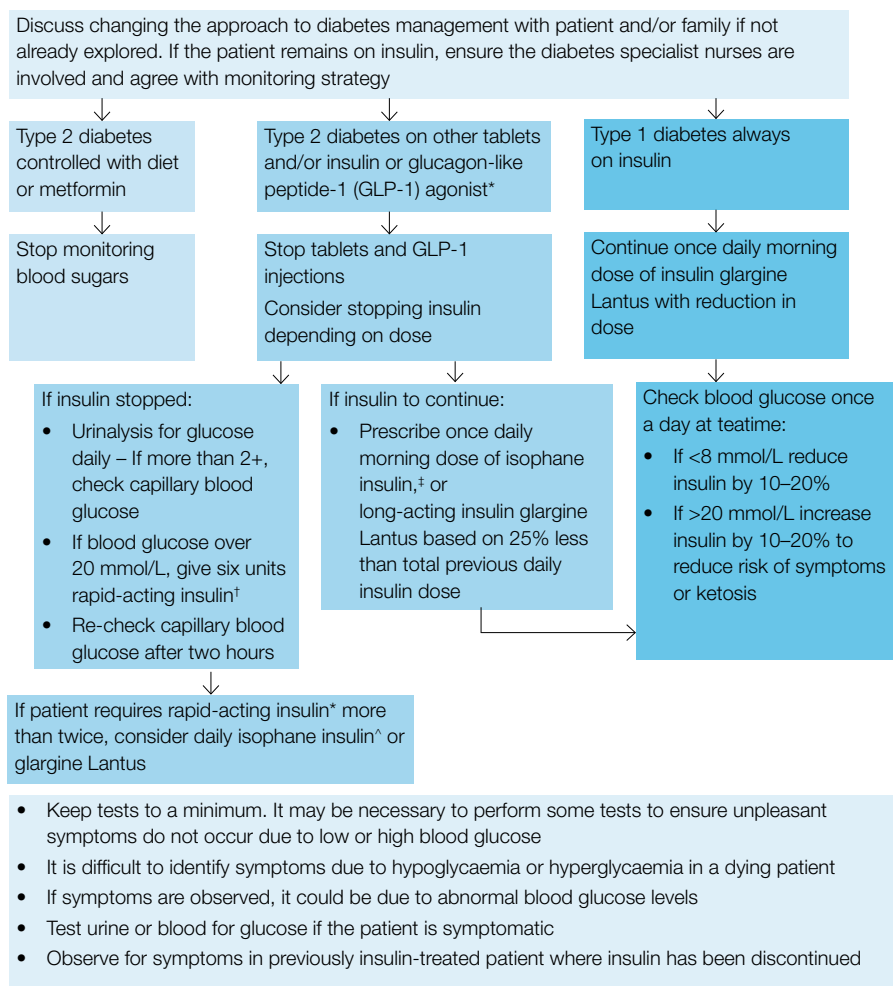 Discuss changing the approach to diabetes management with patient and/or family if not
already explored. If the patient remains on insulin, ensure the diabetes specialist nurses are
involved and agree with monitoring strategy
Type 2 diabetes
controlled with diet
or metformin
Type 2 diabetes on other tablets
and/or insulin or glucagon-like
peptide-1 (GLP-1) agonist*
Type 1 diabetes always
on insulin
Stop monitoring
blood sugars
Stop tablets and GLP-1
injections
Consider stopping insulin
depending on dose
Continue once daily morning
dose of insulin glargine
Lantus with reduction in
dose
If insulin stopped:
• Urinalysis for glucose
daily – If more than 2+,
check capillary blood
glucose
• If blood glucose over
20 mmol/L, give six units
rapid-acting insulin†
• Re-check capillary blood
glucose after two hours
If insulin to continue:
• Prescribe once daily
morning dose of isophane
insulin,‡ or
long-acting insulin glargine
Lantus based on 25% less
than total previous daily
insulin dose
Check blood glucose once
a day at teatime:
• If <8 mmol/L reduce
insulin by 10–20%
• If >20 mmol/L increase
insulin by 10–20% to
reduce risk of symptoms
or ketosis
If patient requires rapid-acting insulin* more
than twice, consider daily isophane insulin^ or
glargine Lantus
• Keep tests to a minimum. It may be necessary to perform some tests to ensure unpleasant
symptoms do not occur due to low or high blood glucose
• It is difficult to identify symptoms due to hypoglycaemia or hyperglycaemia in a dying patient
• If symptoms are observed, it could be due to abnormal blood glucose levels
• Test urine or blood for glucose if the patient is symptomatic
• Observe for symptoms in previously insulin-treated patient where insulin has been discontinued